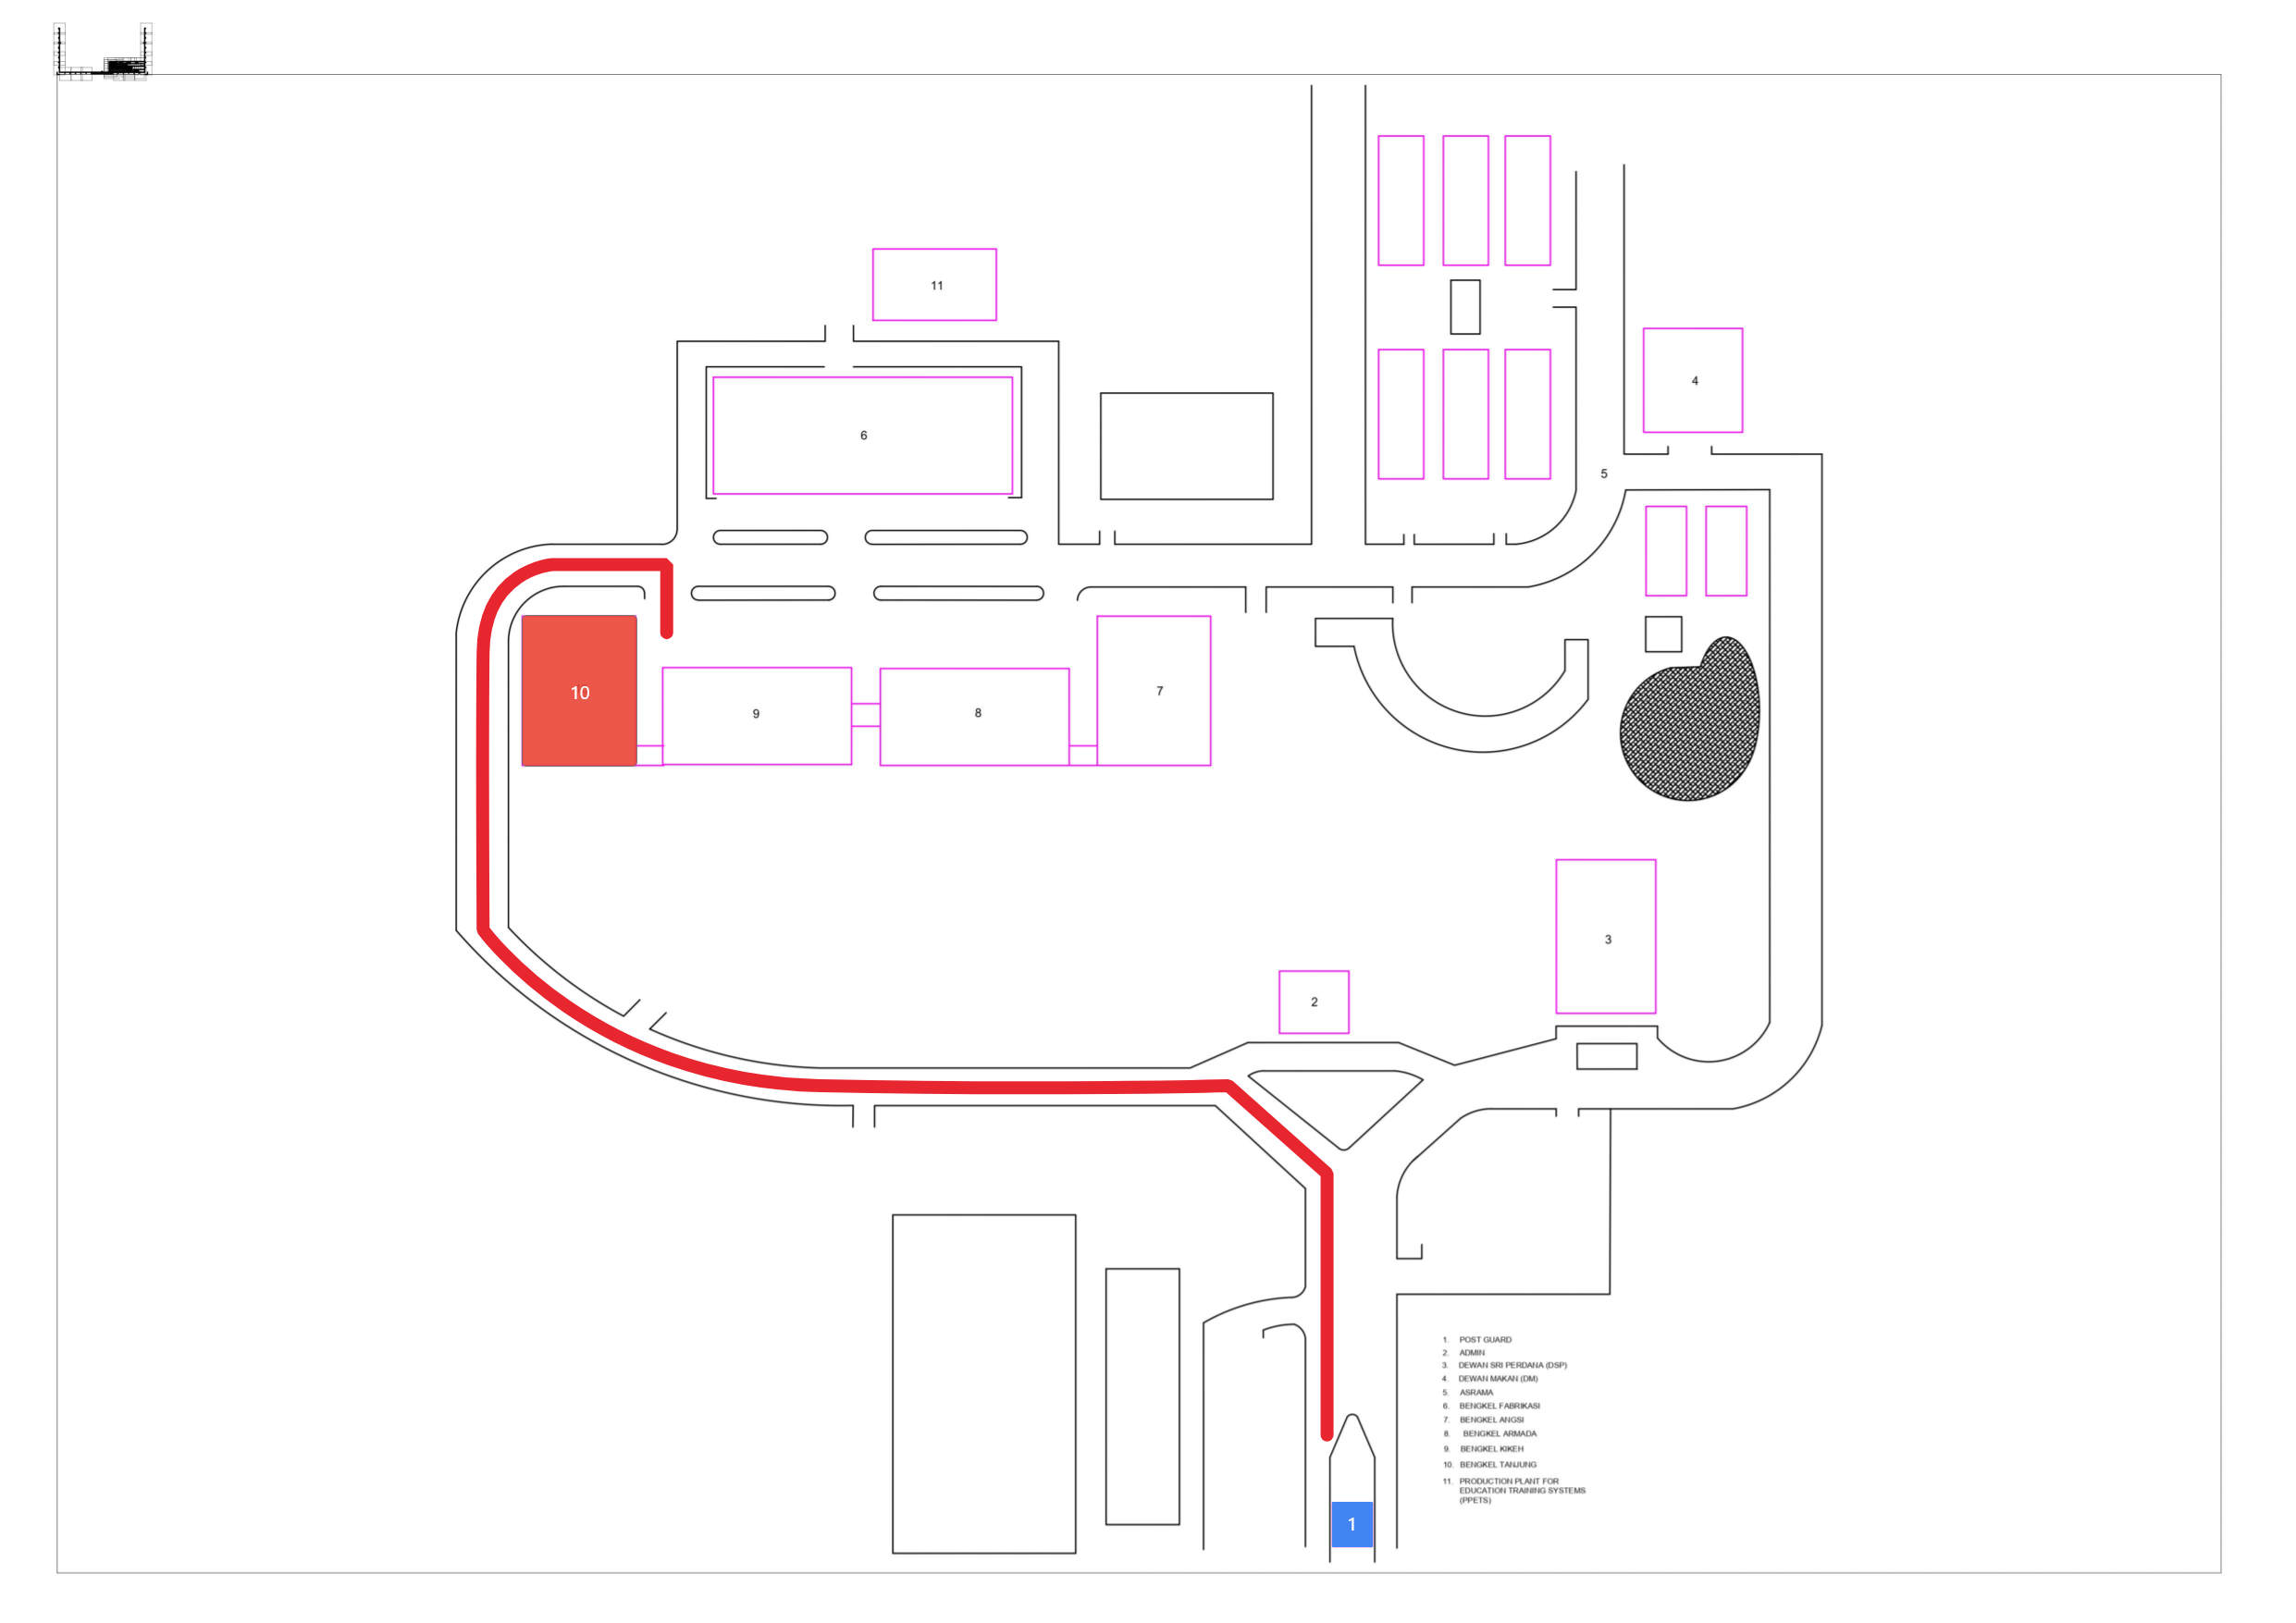 11
4
6
5
10
9
8
7
3
2
1
1. POST GUARD
2. ADMIN
3. DEWAN SRI PERDANA (DSP)
4. DEWAN MAKAN (DM)
5. ASRAMA
6. BENGKEL FABRIKASI
7. BENGKEL ANGSI
8. BENGKEL ARMADA
9. BENGKEL KIKEH
10. BENGKEL TANJUNG
11. PRODUCTION PLANT FOR
EDUCATION TRAINING SYSTEMS
(PPETS)